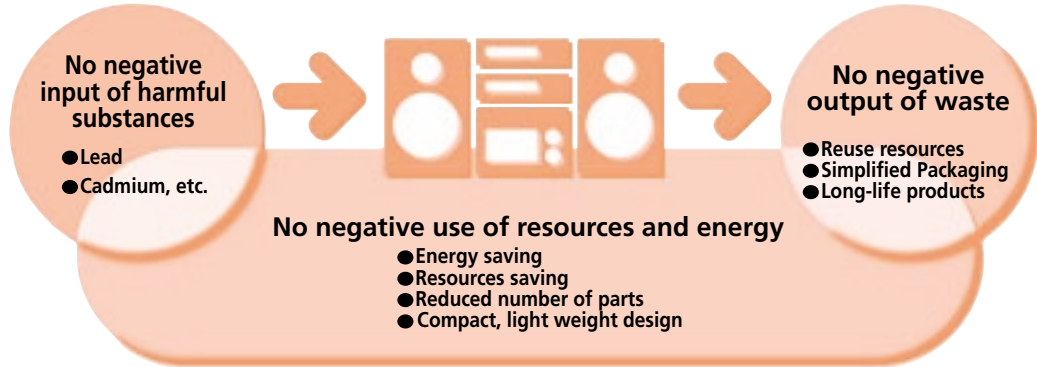 No negative
input of harmful
substances
●Lead
●Cadmium, etc.
No negative
output of waste
●Reuse resources
●Simplified Packaging
●Long-life products
No negative use of resources and energy
●Energy saving
●Resources saving
●Reduced number of parts
●Compact, light weight design